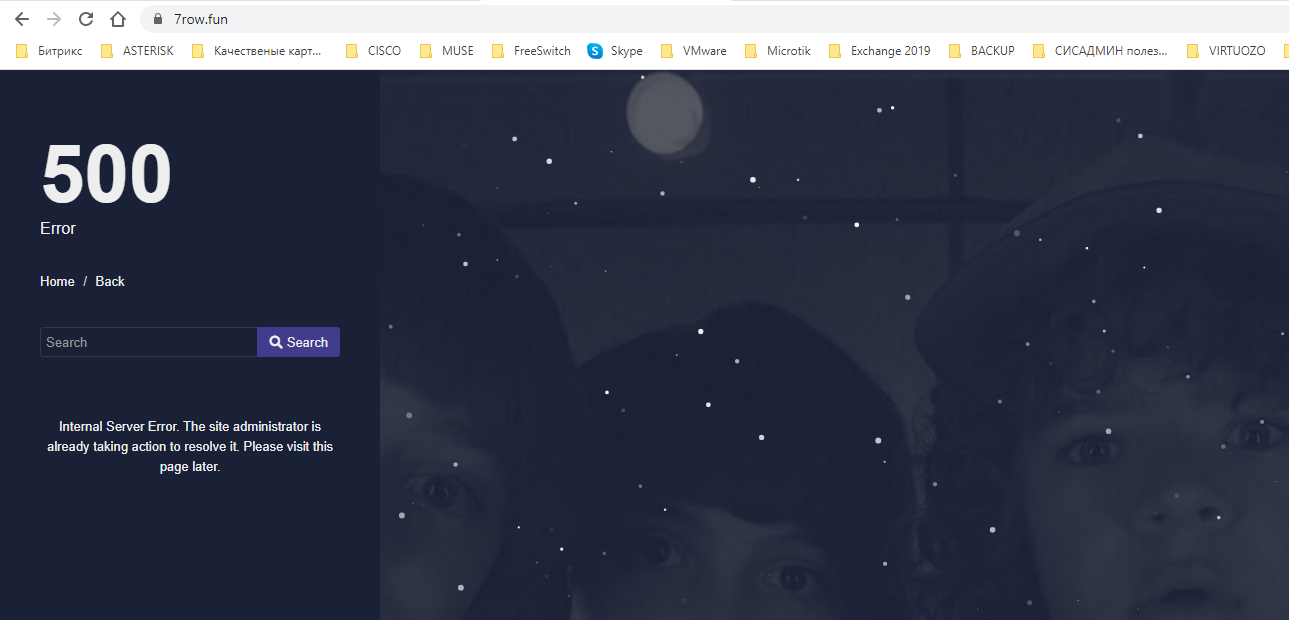 7row.fun
Битрикс
ASTERISK
Качественые карт...
CISCO
MUSE
FreeSwitch
Skype
VMware
Microtik
Exchange 2019
BACKUP
СИСАДМИН полез...
VIRTUOZO
500
Error
Home / Back
Search
Search
Internal Server Error. The site administrator is
already taking action to resolve it. Please visit this
page later.